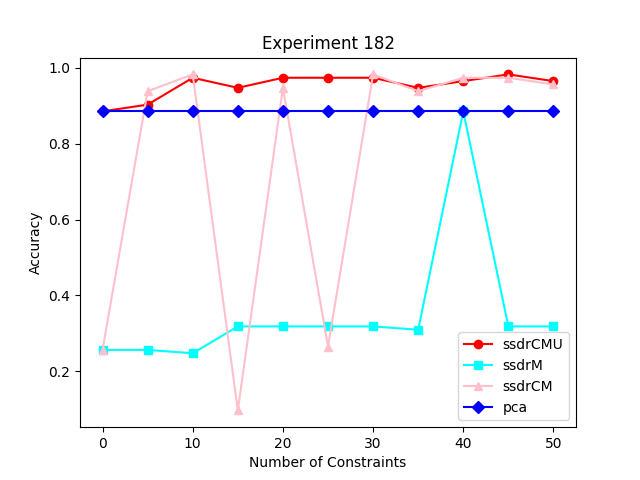 Experiment 182
1.0
0.8
0.6
0.4
0.2
Accuracy
0
10
20
30
40
50
Number of Constraints
ssdrCMU
ssdrM
ssdrCM
pca